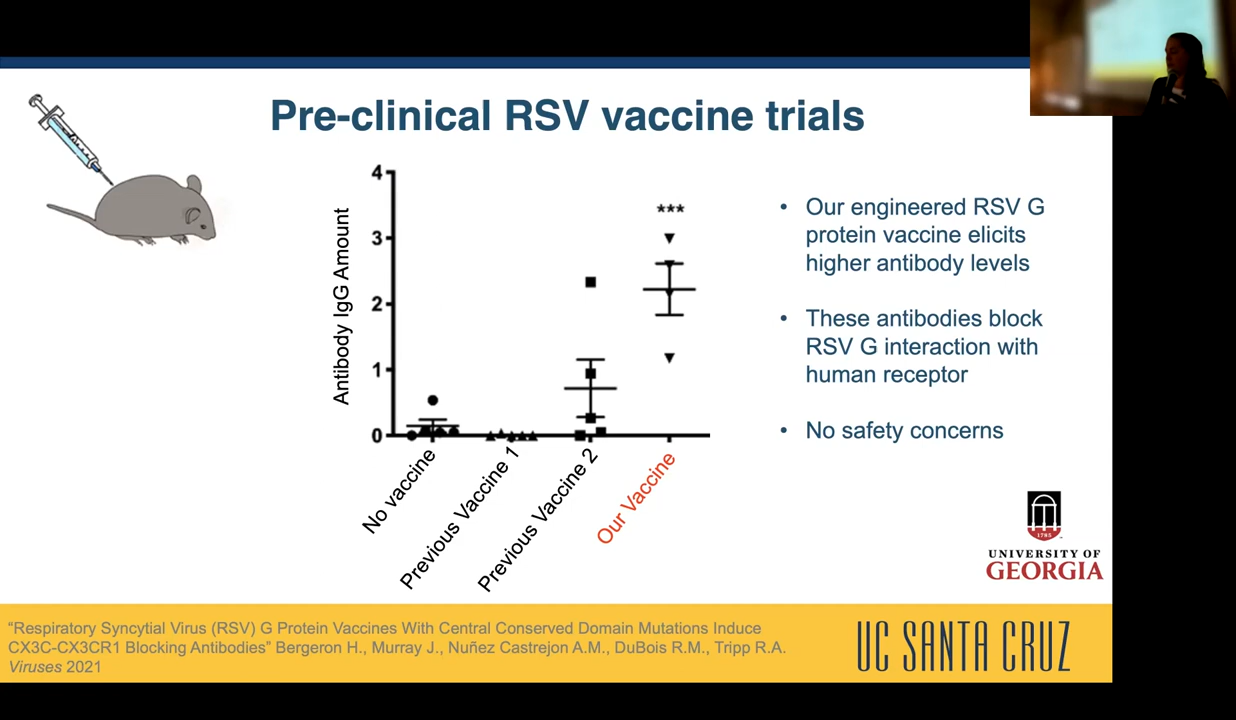 Pre-clinical RSV vaccine trials
4
3
2
1
0
Antibody IgG Amount
***
No vaccine
Previous Vaccine 1
Previous Vaccine 2
Our Vaccine
• Our engineered RSV G
protein vaccine elicits
higher antibody levels
• These antibodies block
RSV G interaction with
human receptor
• No safety concerns
1785
UNIVERSITY OF
GEORGIA
“Respiratory Syncytial Virus (RSV) G Protein Vaccines With Central Conserved Domain Mutations Induce
CX3C-CX3CR1 Blocking Antibodies” Bergeron H., Murray J., Nuñez Castrejon A.M., DuBois R.M., Tripp R.A.
Viruses 2021
UC SANTA CRUZ